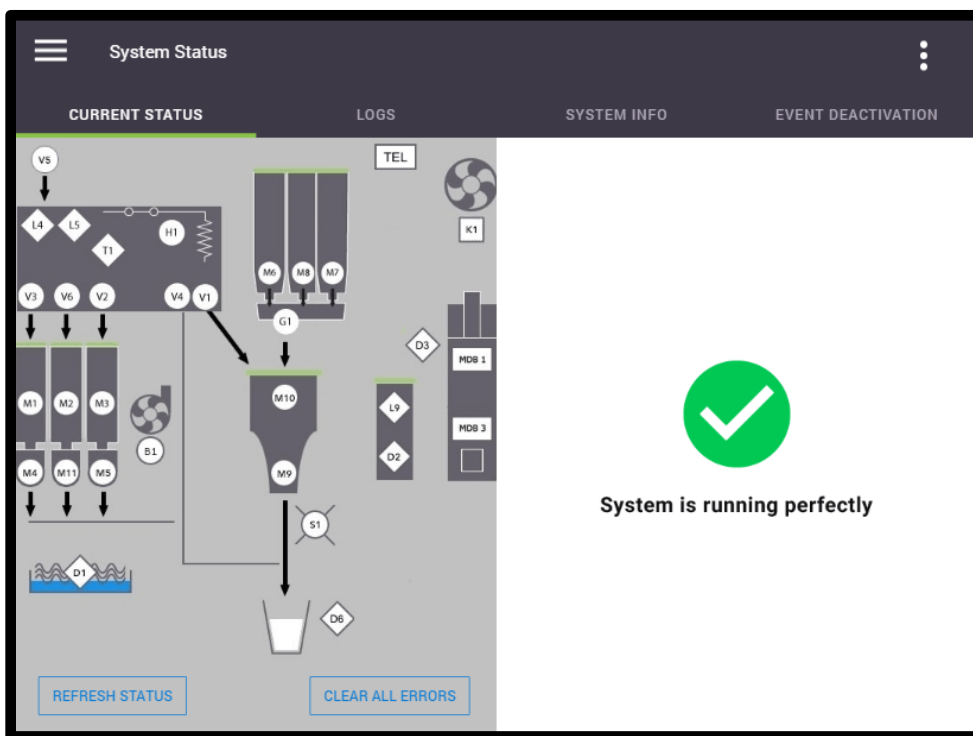 System Status
CURRENT STATUS LOGS SYSTEM INFO EVENT DEACTIVATION
V5
TEL
L4 L5
H1
K1
T1
M6 M8 M7
V3 V6 V2 V4 V1
G1
D3
MDB 1
M1 M2 M3
M10
L9
MDB 3
B1
D2
M4 M11 M5
M9
S1
D1
D6
REFRESH STATUS CLEAR ALL ERRORS
System is running perfectly